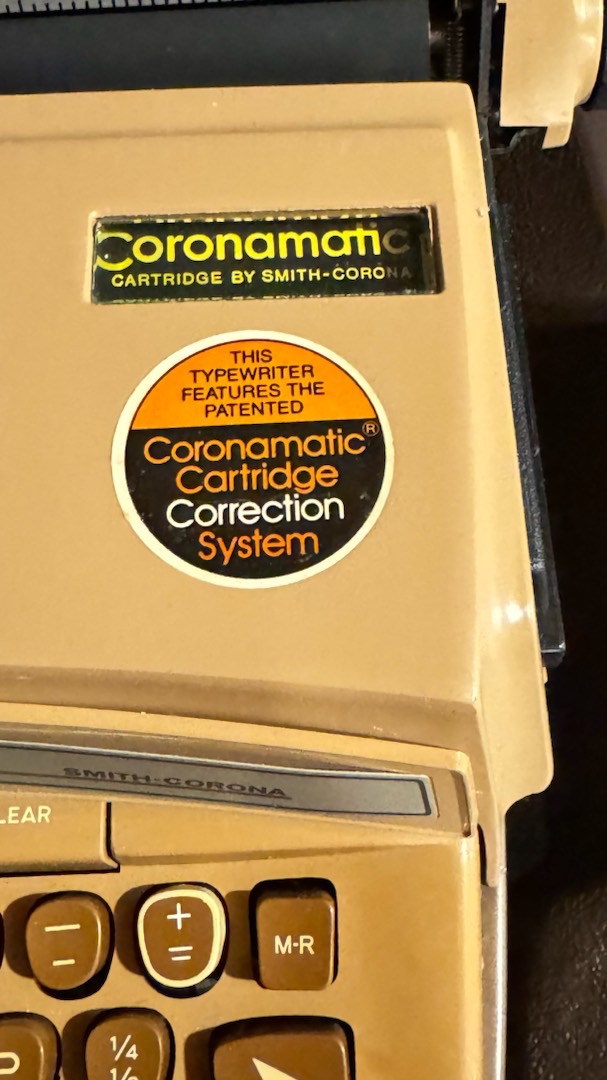 Coronamatic
CARTRIDGE BY SMITH-CORONA
THIS
TYPEWRITER
FEATURES THE
PATENTED
Coronamatic®
Cartridge
Correction
System
SMITH-CORONA
LEAR
— -
+ =
M-R
1/4